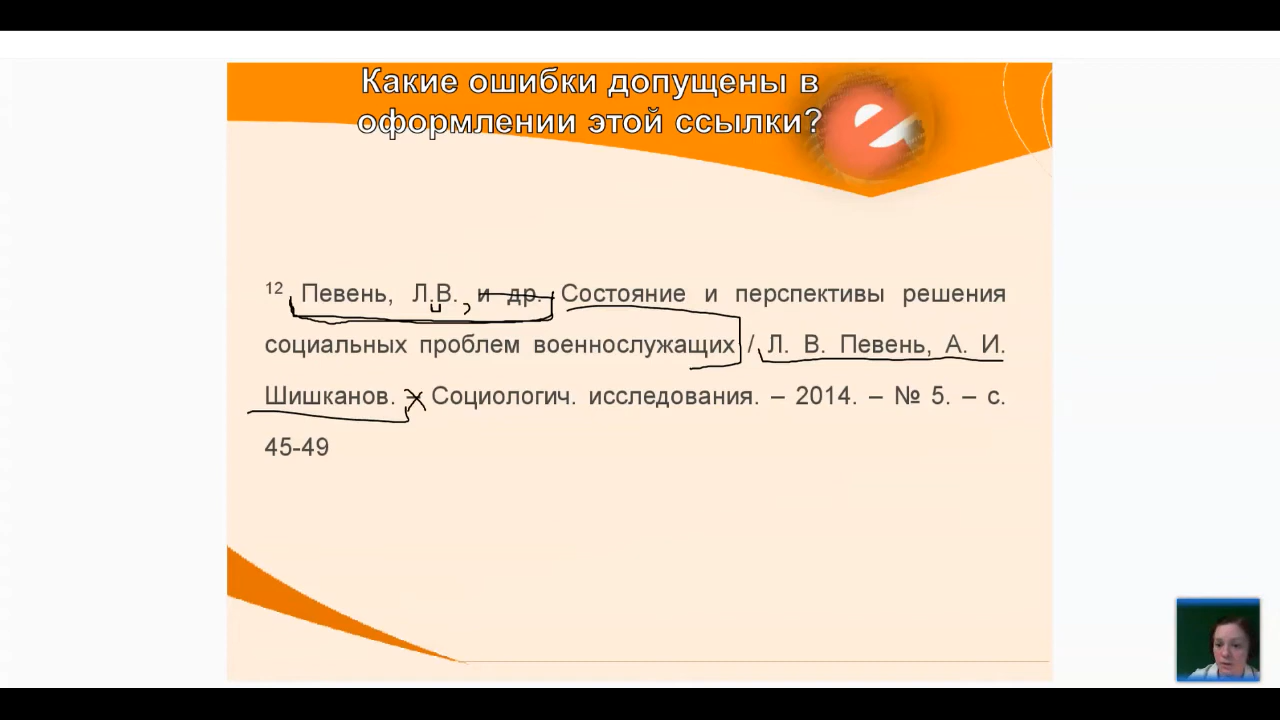 Какие ошибки допущены в
оформлении этой ссылки?
12 Певень, Л.В. и др. Состояние и перспективы решения
социальных проблем военнослужащих / Л. В. Певень, А. И.
Шишканов. – Социологич. исследования. – 2014. – № 5. – с.
45-49